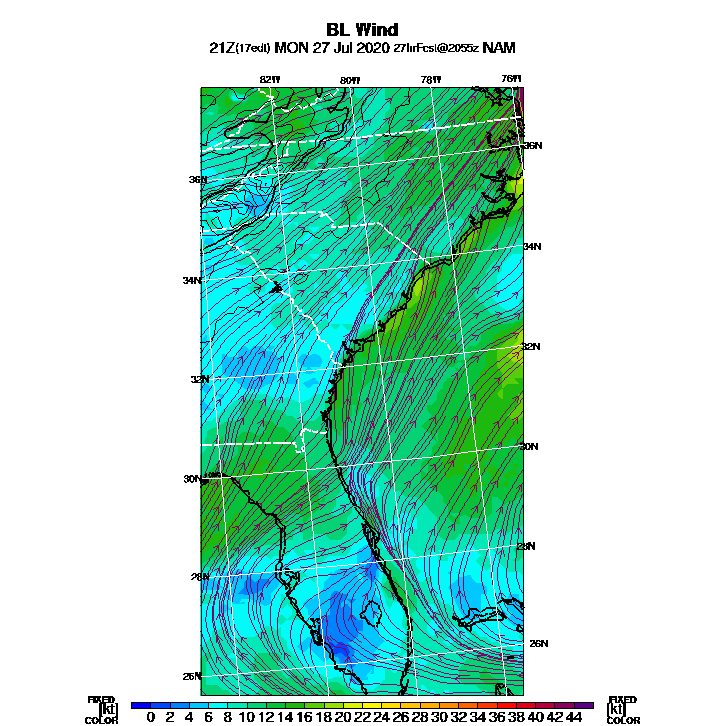 BL Wind
21Z(17edt) MON 27 Jul 2020 27hrFcst@2055z NAM
82W 80W 78W 76W
36N
36N
34N
34N
32N
32N
30N
30N
28N
28N
26N
26N
FIXED FIXED
[kt] 0 2 4 6 8 10 12 14 16 18 20 22 24 26 28 30 32 34 36 38 40 42 44 [kt]
COLOR COLOR